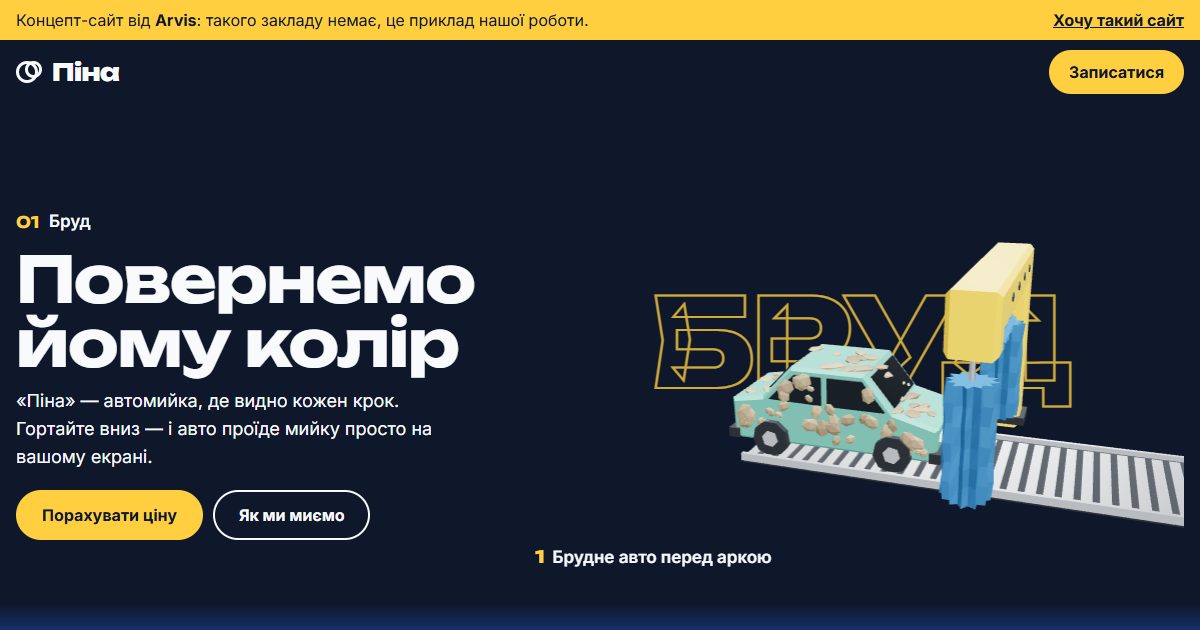 Концепт-сайт від Arvis: такого закладу немає, це приклад нашої роботи.
Хочу такий сайт
Піна
Записатися
01 Бруд
Повернемо
йому колір
БРУД
«Піна» — автомийка, де видно кожен крок.
Гортайте вниз — і авто проїде мийку просто на
вашому екрані.
Порахувати ціну
Як ми миємо
1 Брудне авто перед аркою